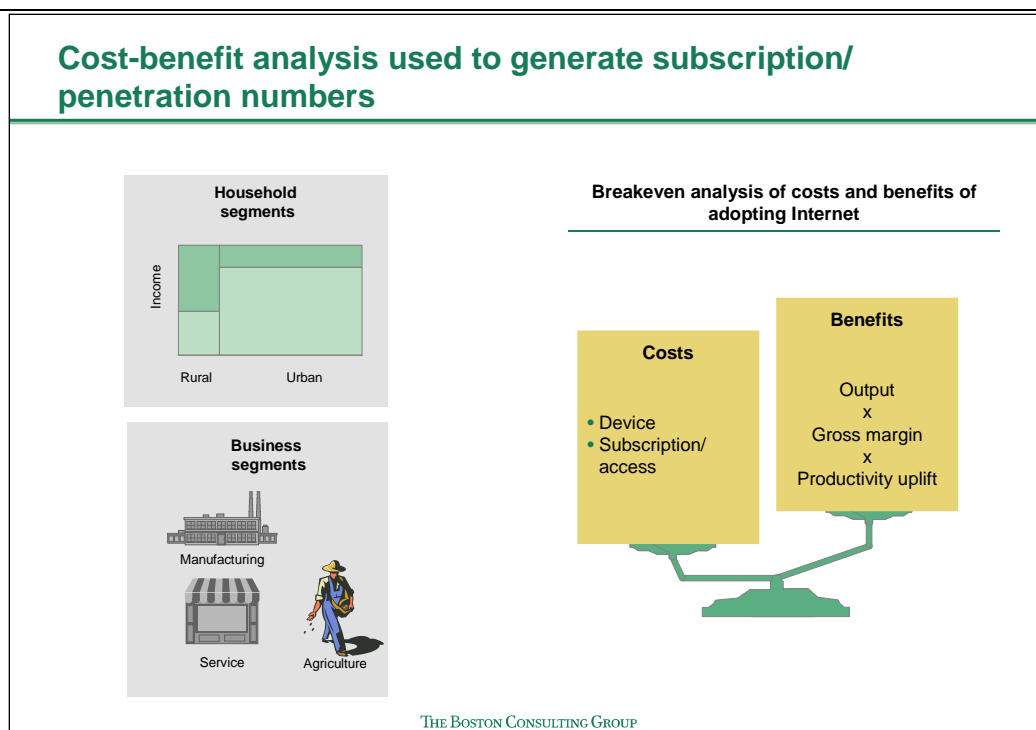 Cost-benefit analysis used to generate subscription/
penetration numbers
Household
segments
Income
Rural
Urban
Business
segments
Manufacturing
Service
Agriculture
Breakeven analysis of costs and benefits of
adopting Internet
Costs
• Device
• Subscription/
access
Benefits
Output
x
Gross margin
x
Productivity uplift
THE BOSTON CONSULTING GROUP